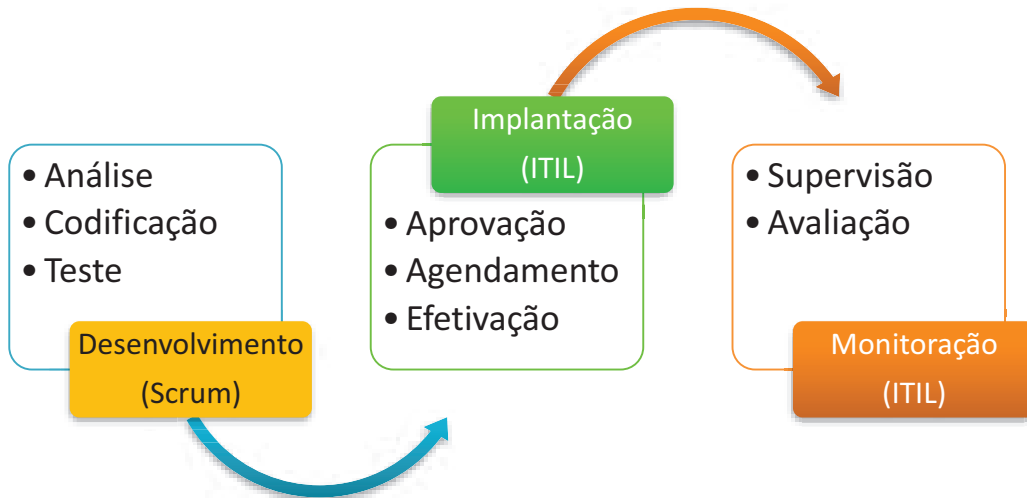 • Análise
• Codificação
• Teste
Desenvolvimento
(Scrum)
Implantação
(ITIL)
• Aprovação
• Agendamento
• Efetivação
• Supervisão
• Avaliação
Monitoração
(ITIL)